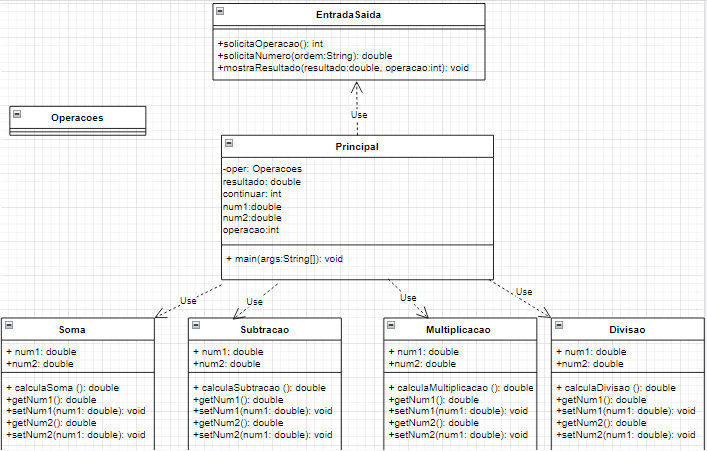 EntradaSaida
+solicitaOperacao(): int
+solicitaNumero(ordem:String): double
+mostraResultado(resultado:double, operacao:int): void
Operacoes
Use
Principal
-oper: Operacoes
resultado: double
continuar: int
num1:double
num2:double
operacao:int
+ main(args:String[]): void
Use
Use
Use
Use
Soma
+ num1: double
+num2: double
+ calculaSoma (): double
+getNum1(): double
+setNum1(num1: double): void
+getNum2(): double
+setNum2(num1: double): void
Subtracao
+ num1: double
+num2: double
+ calculaSubtracao (): double
+getNum1(): double
+setNum1(num1: double): void
+getNum2(): double
+setNum2(num1: double): void
Multiplicacao
+ num1: double
+num2: double
+ calculaMultiplicacao (): double
+getNum1(): double
+setNum1(num1: double): void
+getNum2(): double
+setNum2(num1: double): void
Divisao
+ num1: double
+num2: double
+ calculaDivisao (): double
+getNum1(): double
+setNum1(num1: double): void
+getNum2(): double
+setNum2(num1: double): void